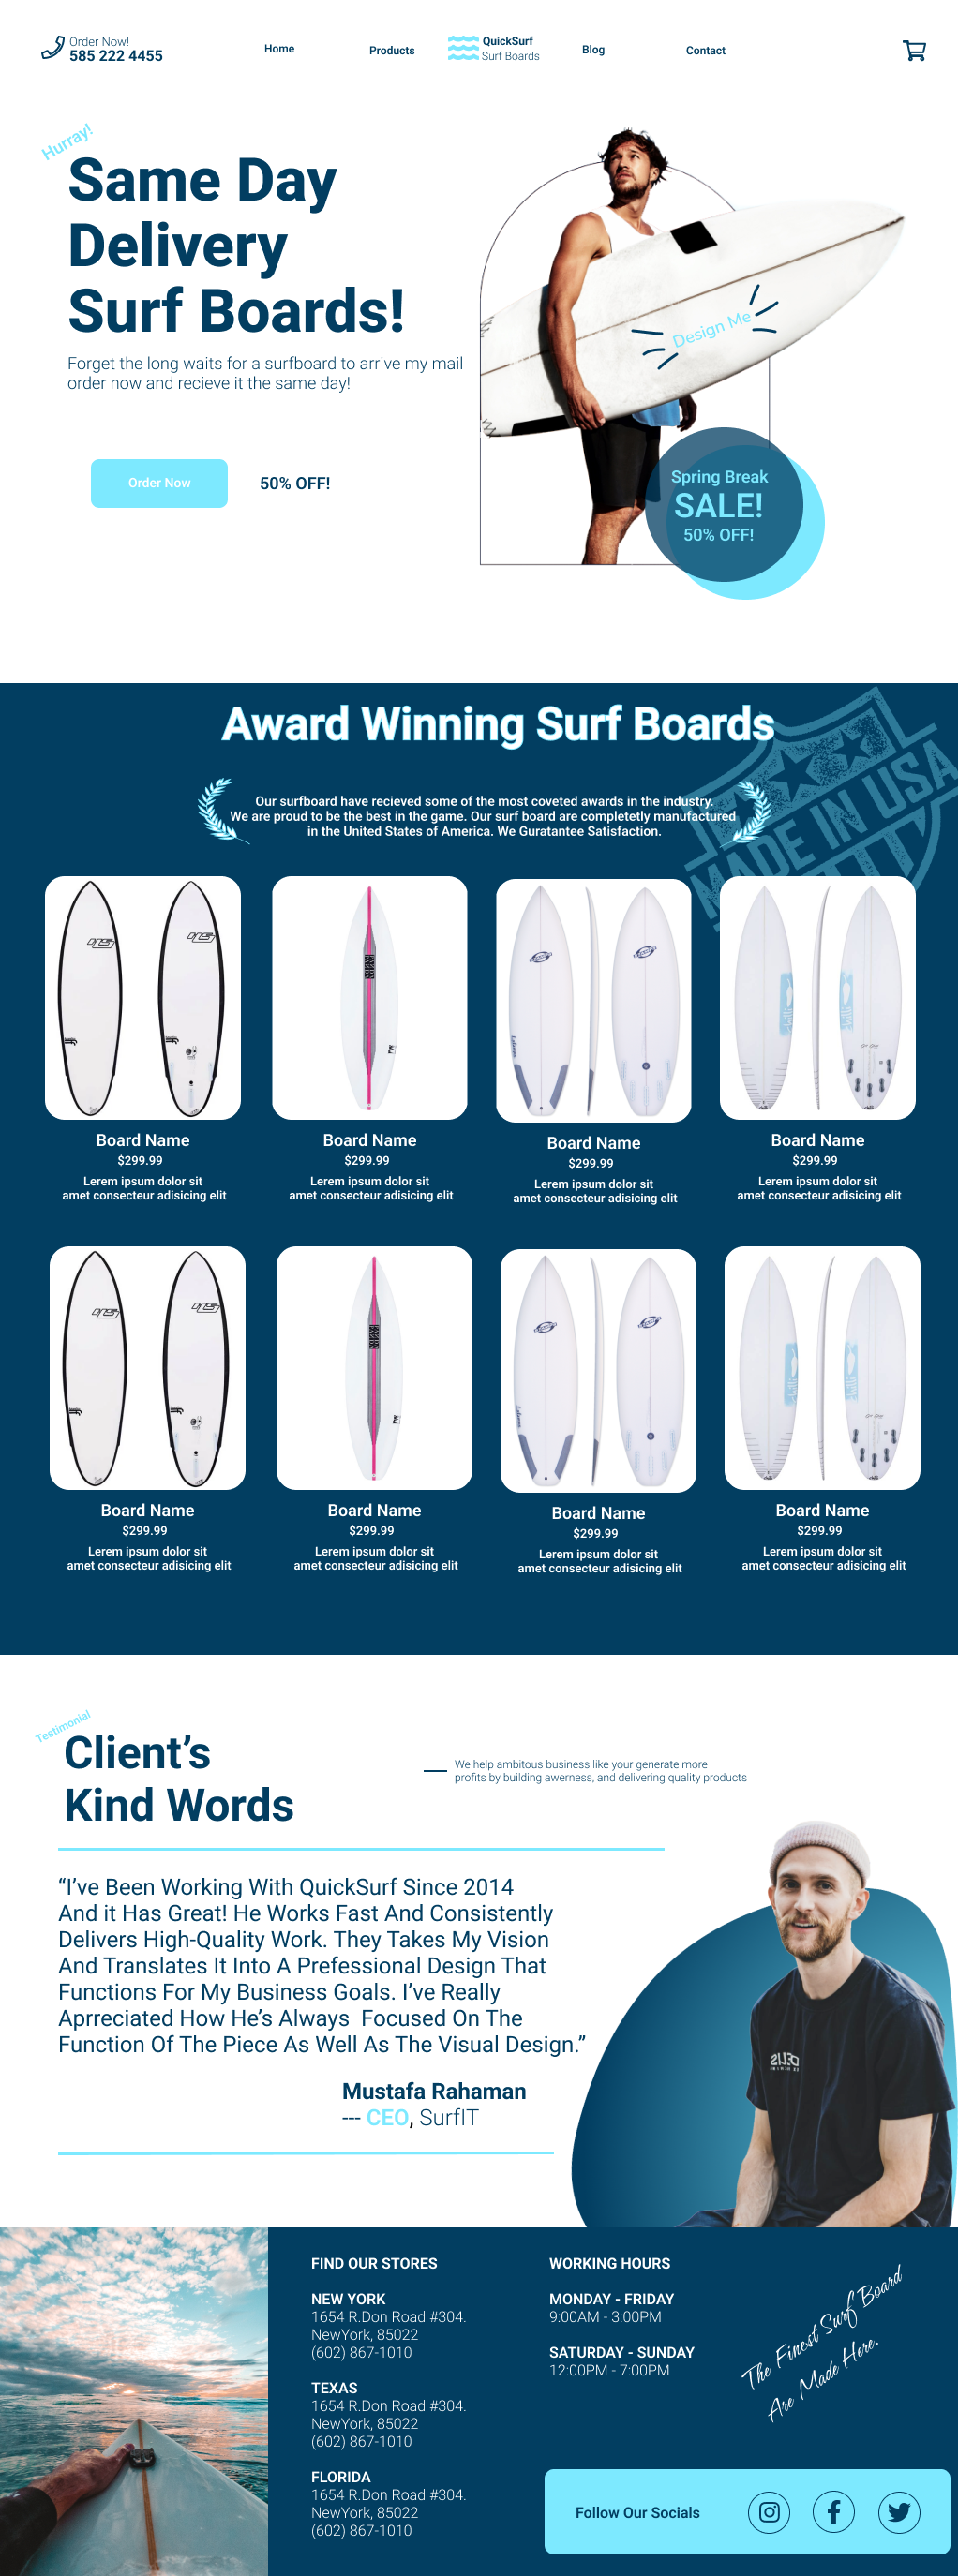 Order Now!
585 222 4455
Home
Products
QuickSurf
Surf Boards
Blog
Contact
Hurray!
Same Day
Delivery
Surf Boards!
Forget the long waits for a surfboard to arrive my mail
order now and recieve it the same day!
Design Me
Order Now
50% OFF!
Spring Break
SALE!
50% OFF!
Award Winning Surf Boards
MADE IN USA
Our surfboard have recieved some of the most coveted awards in the industry.
We are proud to be the best in the game. Our surf board are completetly manufactured
in the United States of America. We Guratantee Satisfaction.
Board Name
$299.99
Lerem ipsum dolor sit
amet consecteur adisicing elit
Board Name
$299.99
Lerem ipsum dolor sit
amet consecteur adisicing elit
Board Name
$299.99
Lerem ipsum dolor sit
amet consecteur adisicing elit
Board Name
$299.99
Lerem ipsum dolor sit
amet consecteur adisicing elit
Board Name
$299.99
Lerem ipsum dolor sit
amet consecteur adisicing elit
Board Name
$299.99
Lerem ipsum dolor sit
amet consecteur adisicing elit
Board Name
$299.99
Lerem ipsum dolor sit
amet consecteur adisicing elit
Board Name
$299.99
Lerem ipsum dolor sit
amet consecteur adisicing elit
Testimonial
Client’s
Kind Words
We help ambitous business like your generate more
profits by building awerness, and delivering quality products
“I’ve Been Working With QuickSurf Since 2014
And it Has Great! He Works Fast And Consistently
Delivers High-Quality Work. They Takes My Vision
And Translates It Into A Prefessional Design That
Functions For My Business Goals. I’ve Really
Aprreciated How He’s Always  Focused On The
Function Of The Piece As Well As The Visual Design.”
Mustafa Rahaman
--- CEO, SurfIT
FIND OUR STORES
NEW YORK
1654 R.Don Road #304.
NewYork, 85022
(602) 867-1010
TEXAS
1654 R.Don Road #304.
NewYork, 85022
(602) 867-1010
FLORIDA
1654 R.Don Road #304.
NewYork, 85022
(602) 867-1010
WORKING HOURS
MONDAY - FRIDAY
9:00AM - 3:00PM
SATURDAY - SUNDAY
12:00PM - 7:00PM
The Finest Surf Board
Are Made Here.
Follow Our Socials